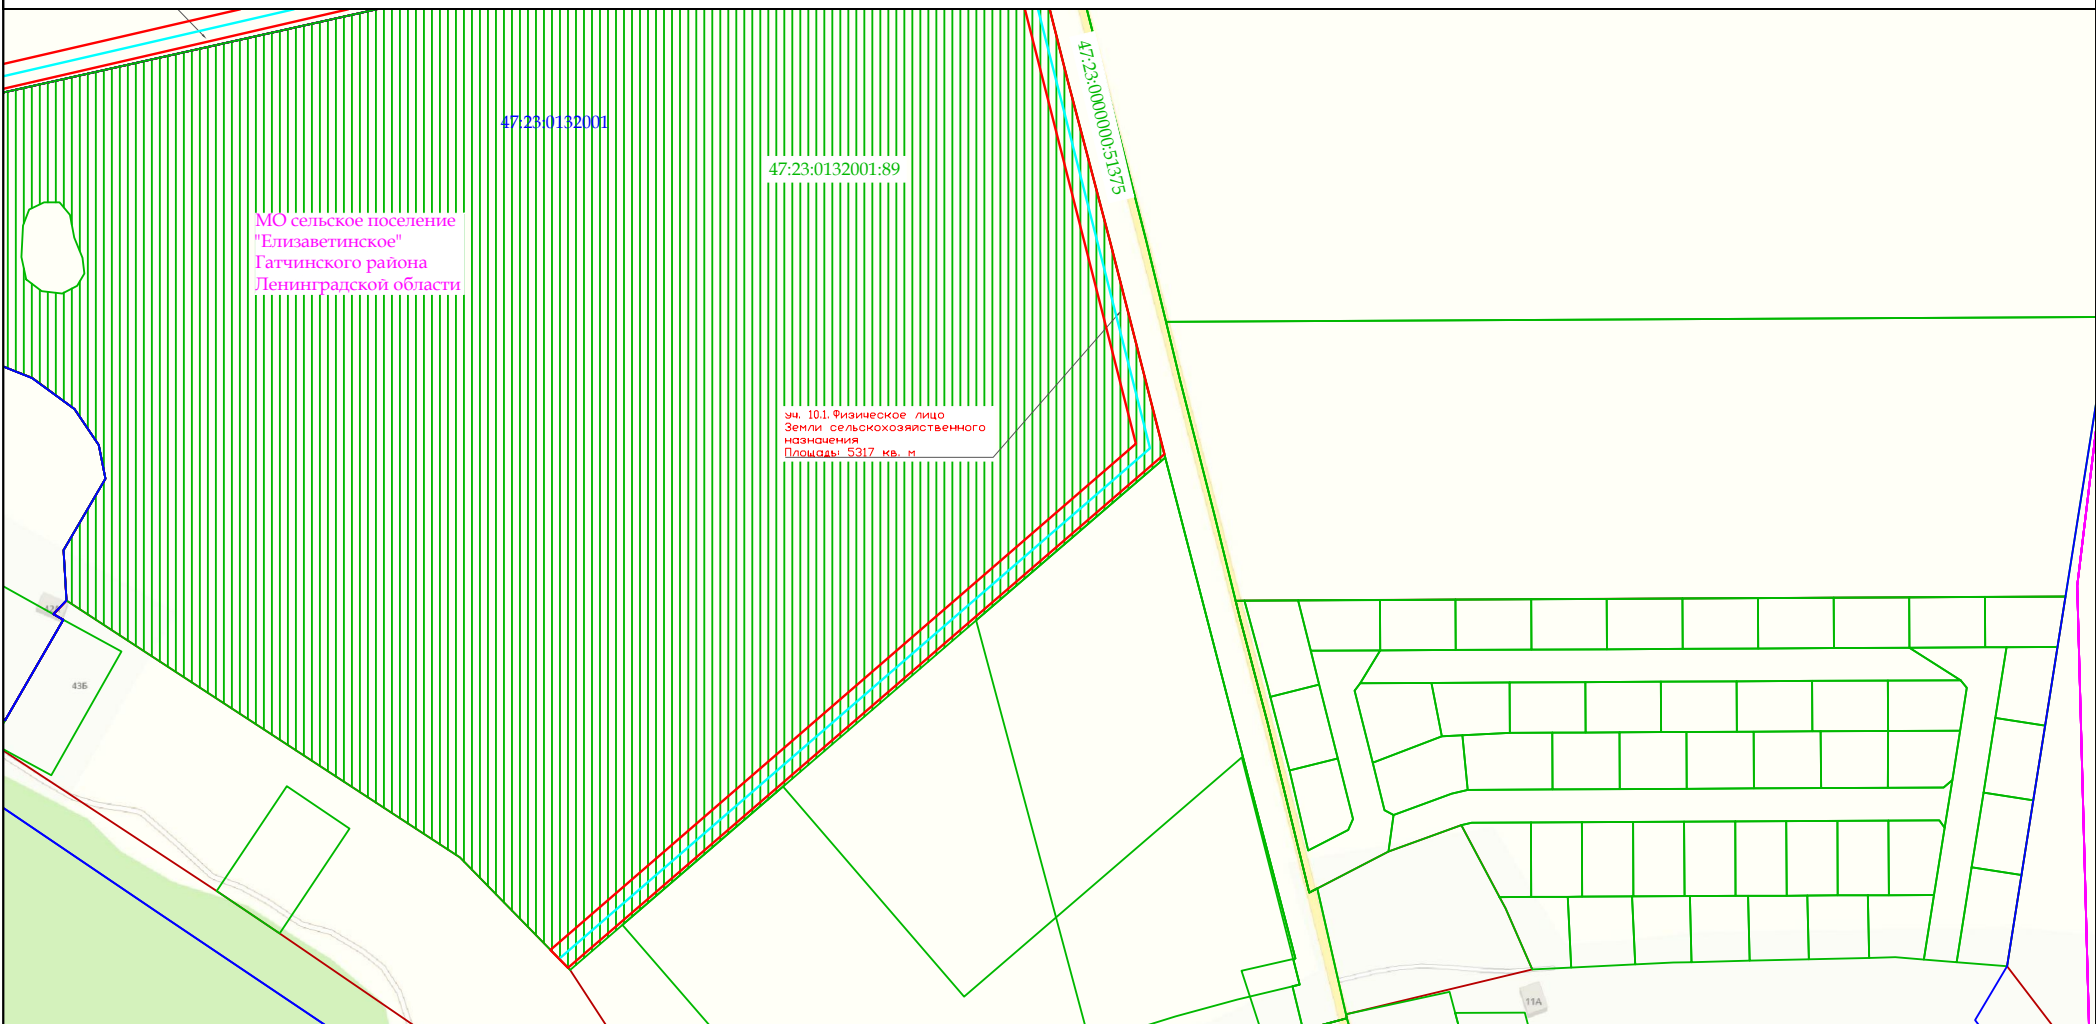 47:23:0132001
47:23:0132001:89
47:23:0000000:51375
МО сельское поселение
"Елизаветинское"
Гатчинского района
Ленинградской области
уч. 10.1. Физическое лицо
Земли сельскохозяйственного
назначения
Площадь: 5317 кв. м
43Б
11А